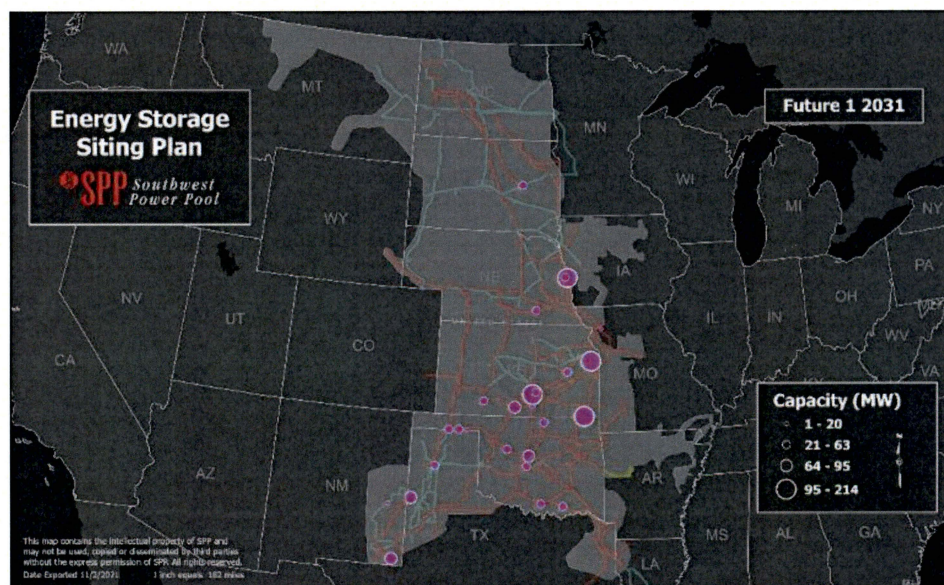 Energy Storage
Siting Plan
SPP Southwest
Power Pool
Future 1 2031
WA
MT
MN
WI
MI
NY
WY
NE
IA
PA
NV
UT
CO
IL
IN
OH
WV
VA
CA
MO
AZ
NM
AR
TX
LA
MS
AL
GA
Capacity (MW)
1 - 20
21 - 63
64 - 95
95 - 214
This map contains the intellectual property of SPP and
may not be used, copied or disseminated by third parties
without the express permission of SPP. All rights reserved.
Date Exported 11/2/2021 1 inch equals 182 miles